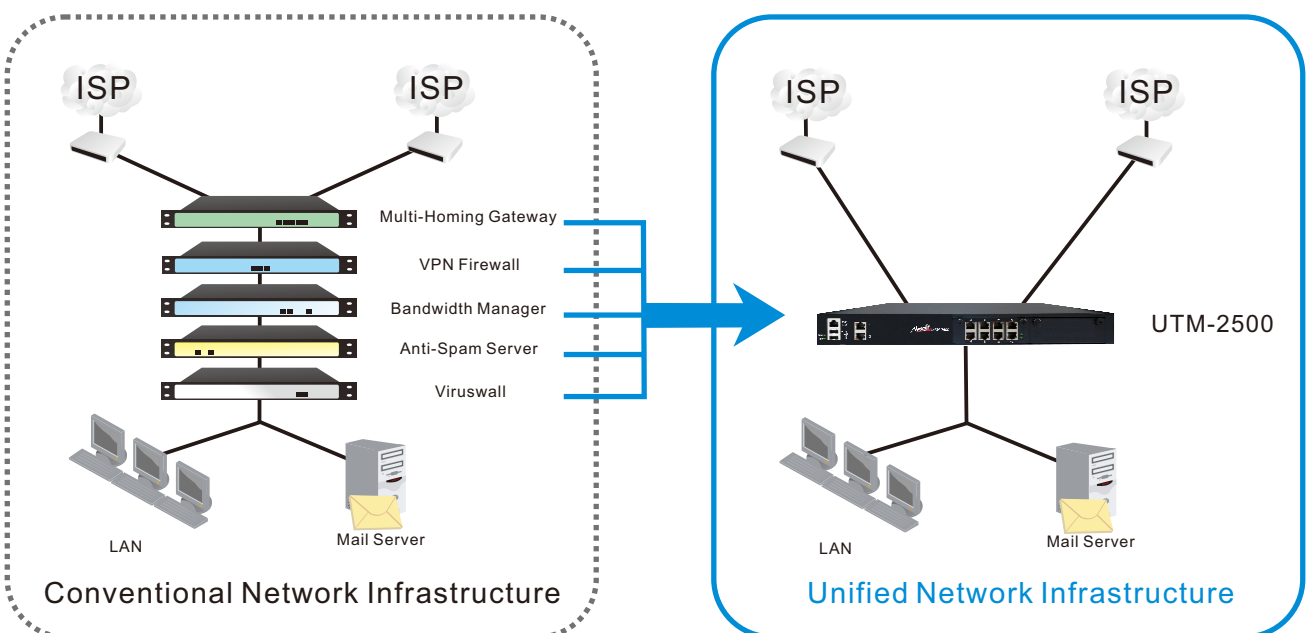 ISP
ISP
Multi-Homing Gateway
VPN Firewall
Bandwidth Manager
Anti-Spam Server
Viruswall
LAN
Mail Server
Conventional Network Infrastructure
ISP
ISP
UTM-2500
LAN
Mail Server
Unified Network Infrastructure